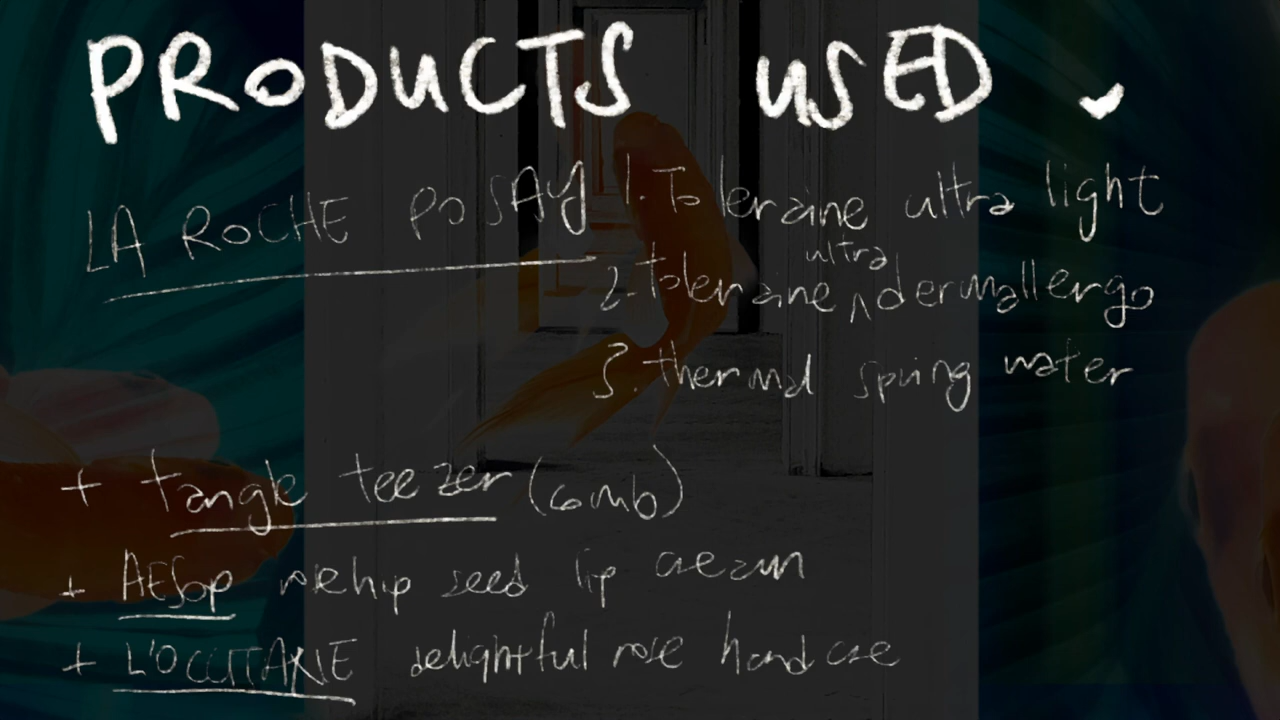 PRODUCTS USED
LA ROCHE POSAY 1. Toleraine ultra light
2. toleraine ultra dermallergo
3. thermal spring water
+ tangle teezer (comb)
+ AESOP rosehip seed lip cream
+ L'OCCITANE delightful rose hand care